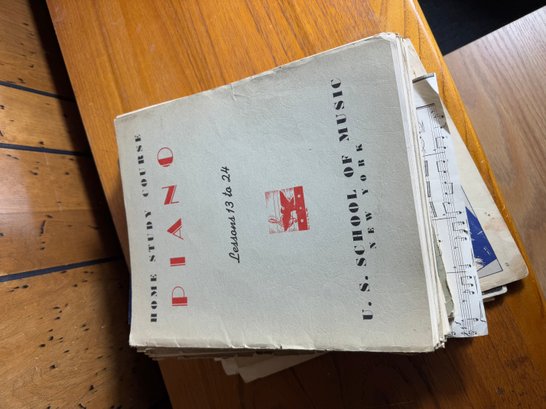 HOME STUDY COURSE
PIANO
Lessons 13 to 24
U. S. SCHOOL OF MUSIC
NEW YORK